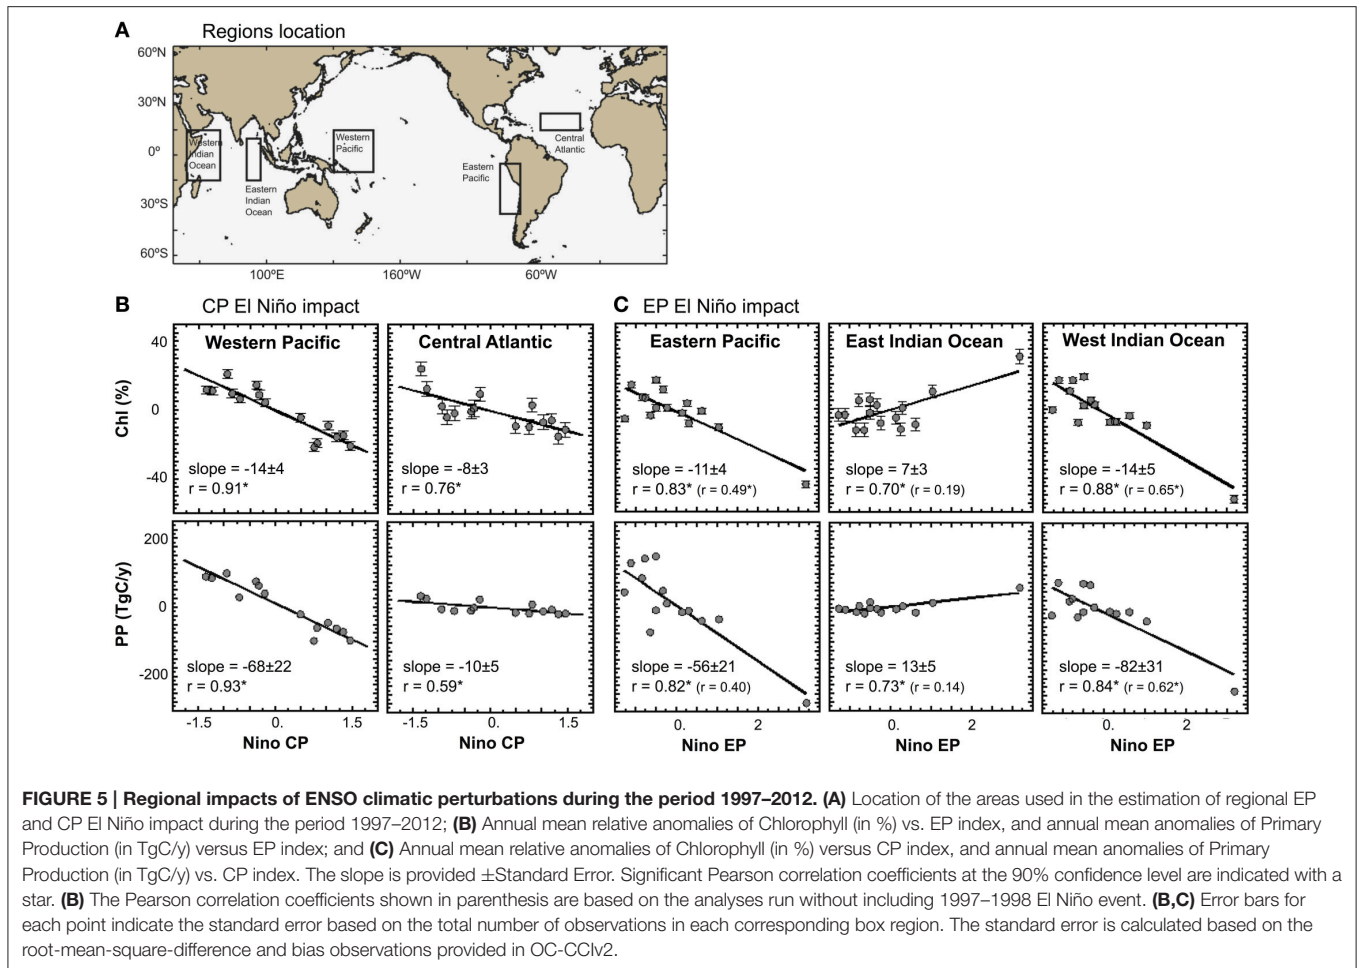 A Regions location
60ºN
30ºN
0º
30ºS
60ºS
Western
Indian
Ocean
Eastern
Indian
Ocean
Western
Pacific
Eastern
Pacific
Central
Atlantic
100ºE 160ºW 60ºW
B CP El Niño impact
C EP El Niño impact
Western Pacific Central Atlantic Eastern Pacific East Indian Ocean West Indian Ocean
Chl (%)
40
0
-40
slope = -14±4
r = 0.91*
slope = -8±3
r = 0.76*
slope = -11±4
r = 0.83* (r = 0.49*)
slope = 7±3
r = 0.70* (r = 0.19)
slope = -14±5
r = 0.88* (r = 0.65*)
PP (TgC/y)
200
0
-200
slope = -68±22
r = 0.93*
slope = -10±5
r = 0.59*
slope = -56±21
r = 0.82* (r = 0.40)
slope = 13±5
r = 0.73* (r = 0.14)
slope = -82±31
r = 0.84* (r = 0.62*)
-1.5 0. 1.5 -1.5 0. 1.5 0. 2 0. 2 0. 2
Nino CP Nino CP Nino EP Nino EP Nino EP
FIGURE 5 | Regional impacts of ENSO climatic perturbations during the period 1997–2012. (A) Location of the areas used in the estimation of regional EP
and CP El Niño impact during the period 1997–2012; (B) Annual mean relative anomalies of Chlorophyll (in %) vs. EP index, and annual mean anomalies of Primary
Production (in TgC/y) versus EP index; and (C) Annual mean relative anomalies of Chlorophyll (in %) versus CP index, and annual mean anomalies of Primary
Production (in TgC/y) vs. CP index. The slope is provided ±Standard Error. Significant Pearson correlation coefficients at the 90% confidence level are indicated with a
star. (B) The Pearson correlation coefficients shown in parenthesis are based on the analyses run without including 1997–1998 El Niño event. (B,C) Error bars for
each point indicate the standard error based on the total number of observations in each corresponding box region. The standard error is calculated based on the
root-mean-square-difference and bias observations provided in OC-CCIv2.